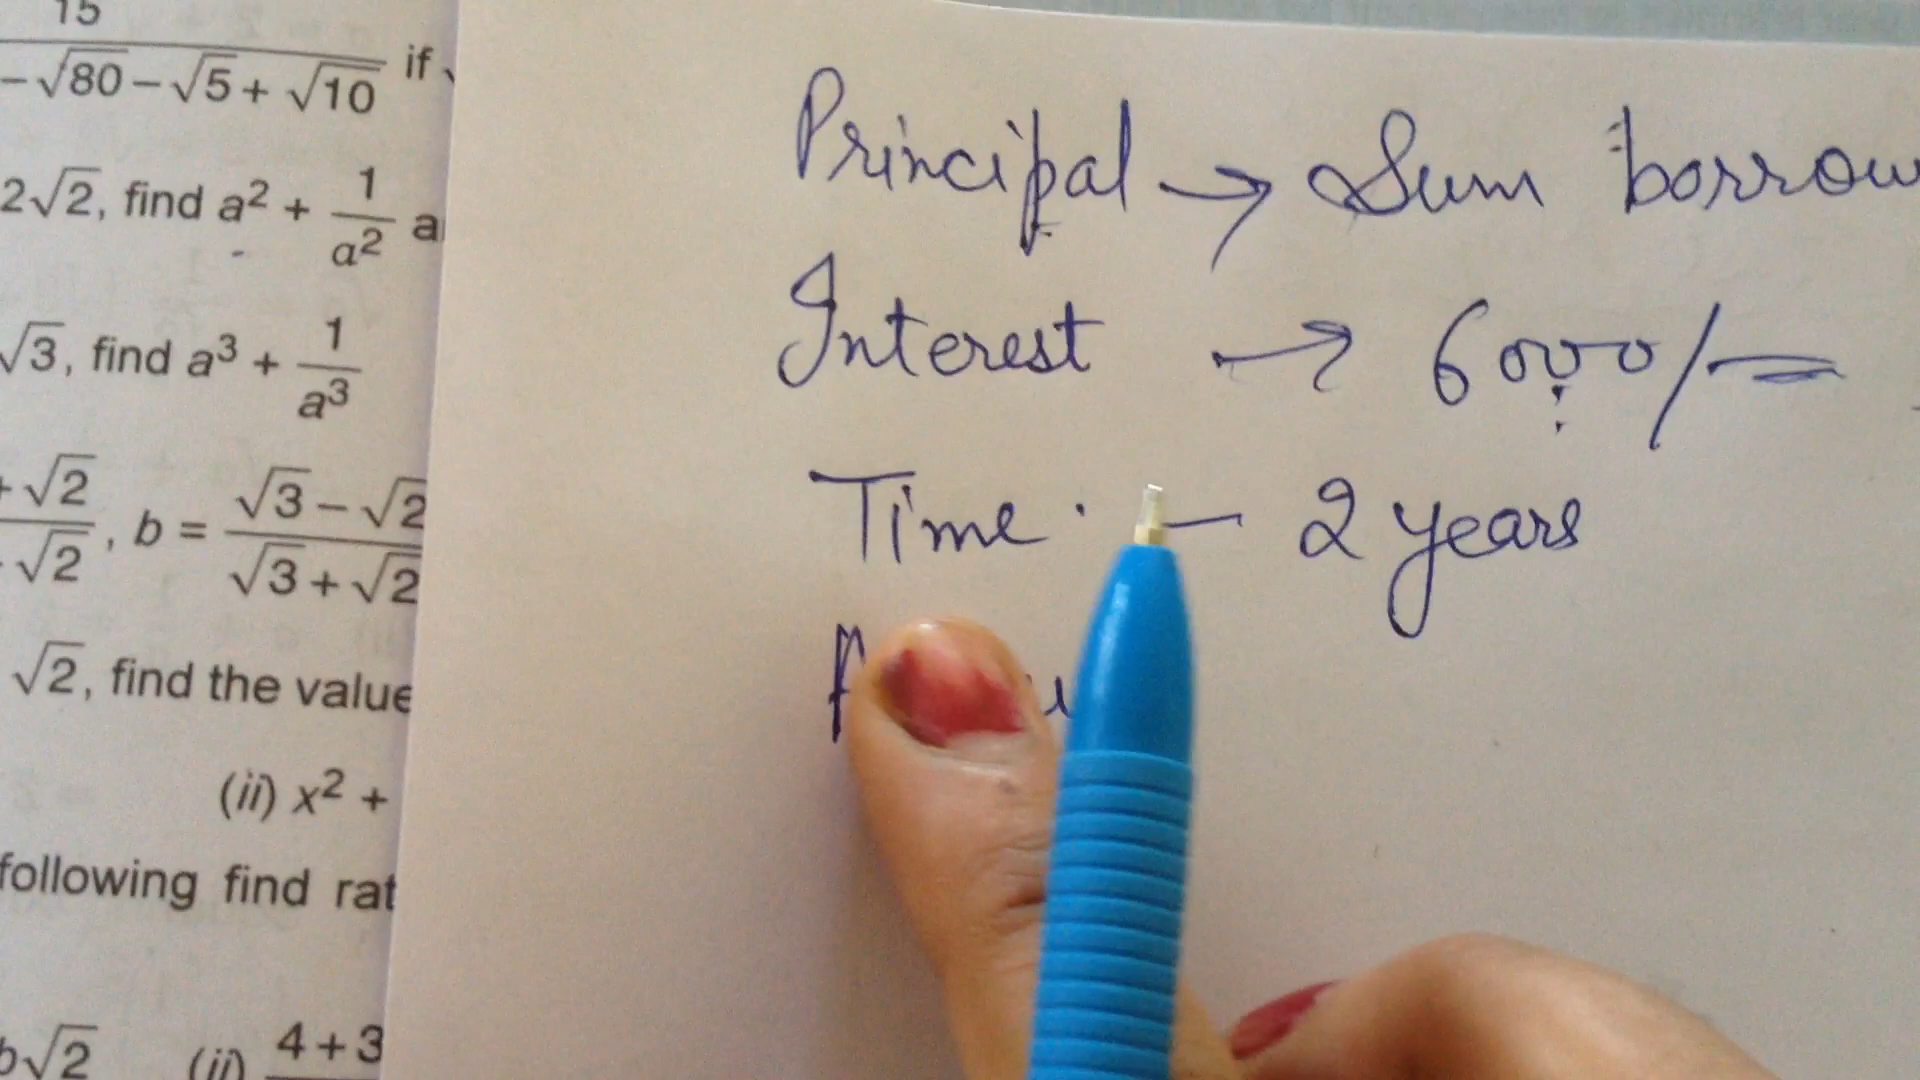 15
−√80 − √5 + √10 if
2√2, find a² + 1/a² a
√3, find a³ + 1/a³
+ √2
√2 , b = √3 − √2 / √3 + √2
√2, find the value
(ii) x² +
following find rat
b√2 (ii) 4 + 3
Principal → Sum borrow
Interest → 6000/=
Time — 2 years